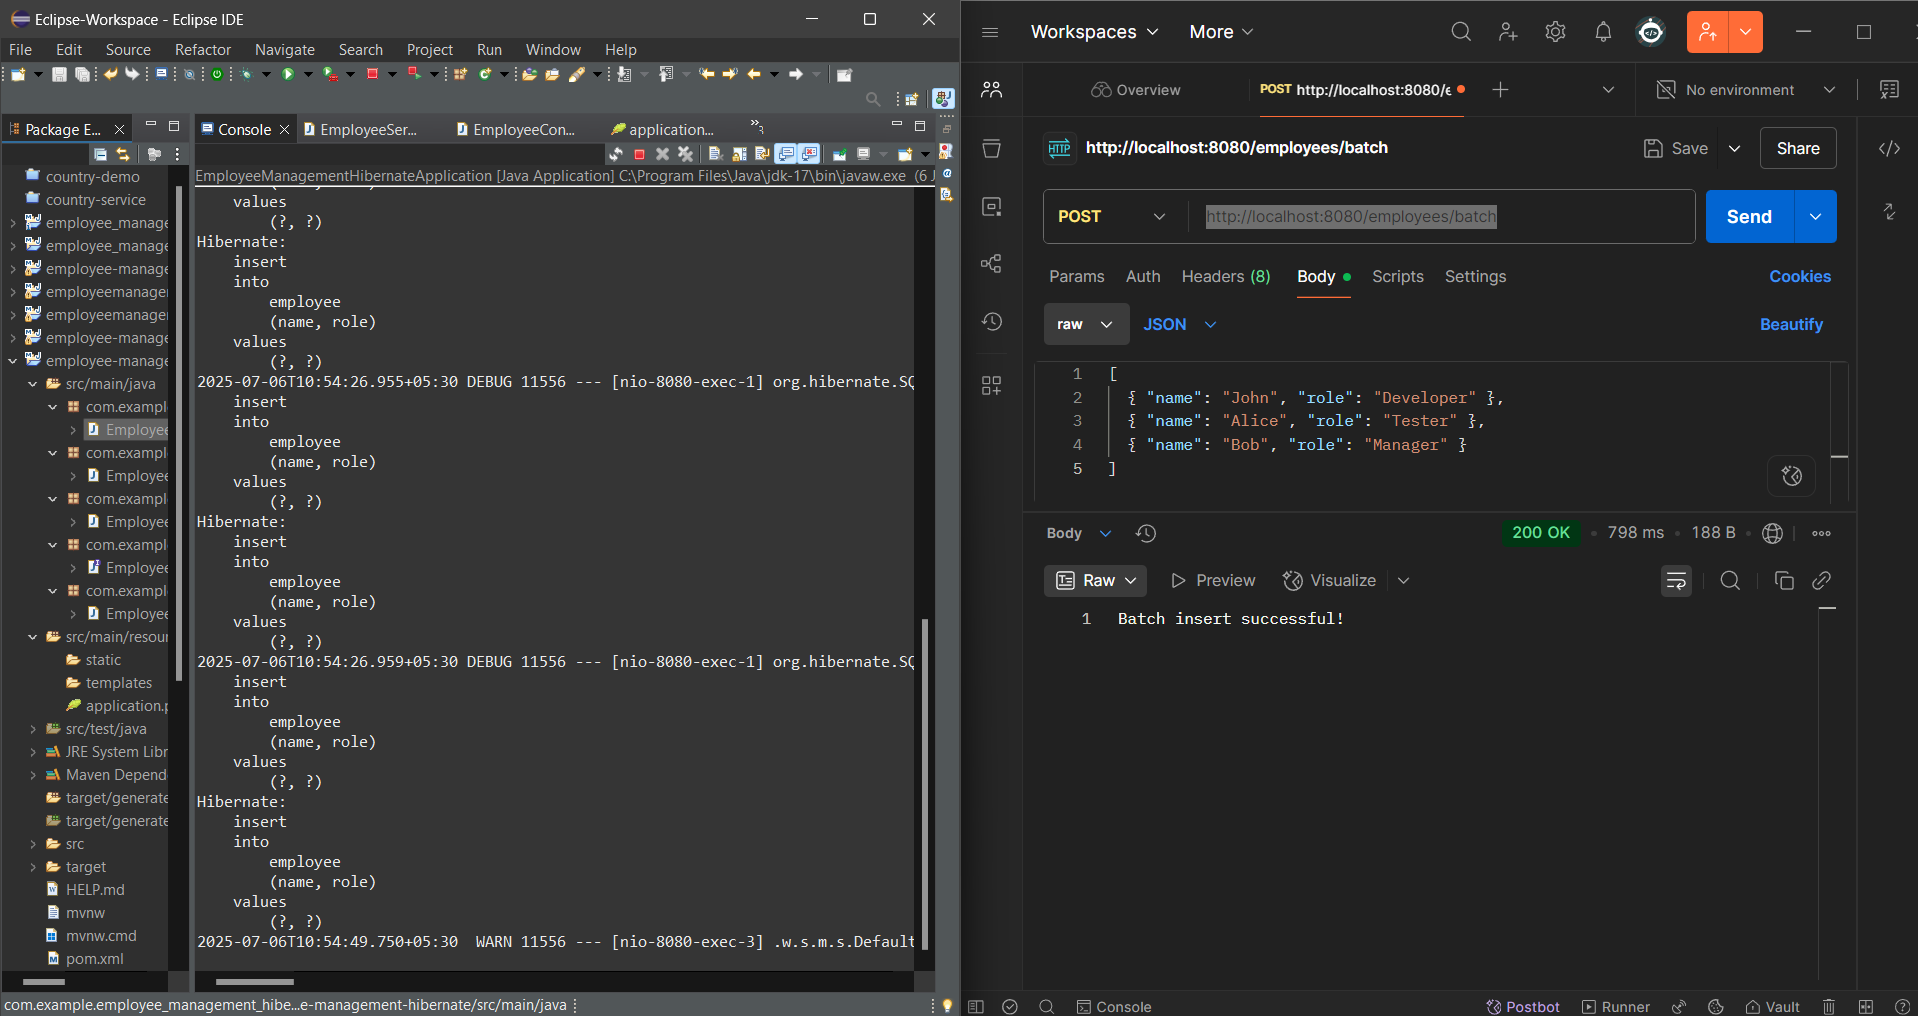 Eclipse-Workspace - Eclipse IDE
File Edit Source Refactor Navigate Search Project Run Window Help
Package E...
country-demo
country-service
employee_manage
employee_manage
employee-manage
employeemanager
employeemanager
employee-manage
employee-manage
src/main/java
com.exampl
Employee
com.exampl
Employee
com.exampl
Employee
com.exampl
Employee
com.exampl
Employee
src/main/resour
static
templates
application.p
src/test/java
JRE System Libr
Maven Depend
target/generate
target/generate
src
target
HELP.md
mvnw
mvnw.cmd
pom.xml
Console EmployeeSer... EmployeeCon... application... 3
EmployeeManagementHibernateApplication [Java Application] C:\Program Files\Java\jdk-17\bin\javaw.exe (6 J
values
(?, ?)
Hibernate:
insert
into
employee
(name, role)
values
(?, ?)
2025-07-06T10:54:26.955+05:30 DEBUG 11556 --- [nio-8080-exec-1] org.hibernate.SQ
insert
into
employee
(name, role)
values
(?, ?)
Hibernate:
insert
into
employee
(name, role)
values
(?, ?)
2025-07-06T10:54:26.959+05:30 DEBUG 11556 --- [nio-8080-exec-1] org.hibernate.SQ
insert
into
employee
(name, role)
values
(?, ?)
Hibernate:
insert
into
employee
(name, role)
values
(?, ?)
2025-07-06T10:54:49.750+05:30 WARN 11556 --- [nio-8080-exec-3] .w.s.m.s.Default
com.example.employee_management_hibe...e-management-hibernate/src/main/java
Workspaces More
Overview POST http://localhost:8080/e No environment
HTTP http://localhost:8080/employees/batch Save Share
POST http://localhost:8080/employees/batch Send
Params Auth Headers (8) Body Scripts Settings Cookies
raw JSON Beautify
1 [
2 { "name": "John", "role": "Developer" },
3 { "name": "Alice", "role": "Tester" },
4 { "name": "Bob", "role": "Manager" }
5 ]
Body 200 OK 798 ms 188 B
Raw Preview Visualize
1 Batch insert successful!
Console Postbot Runner Vault